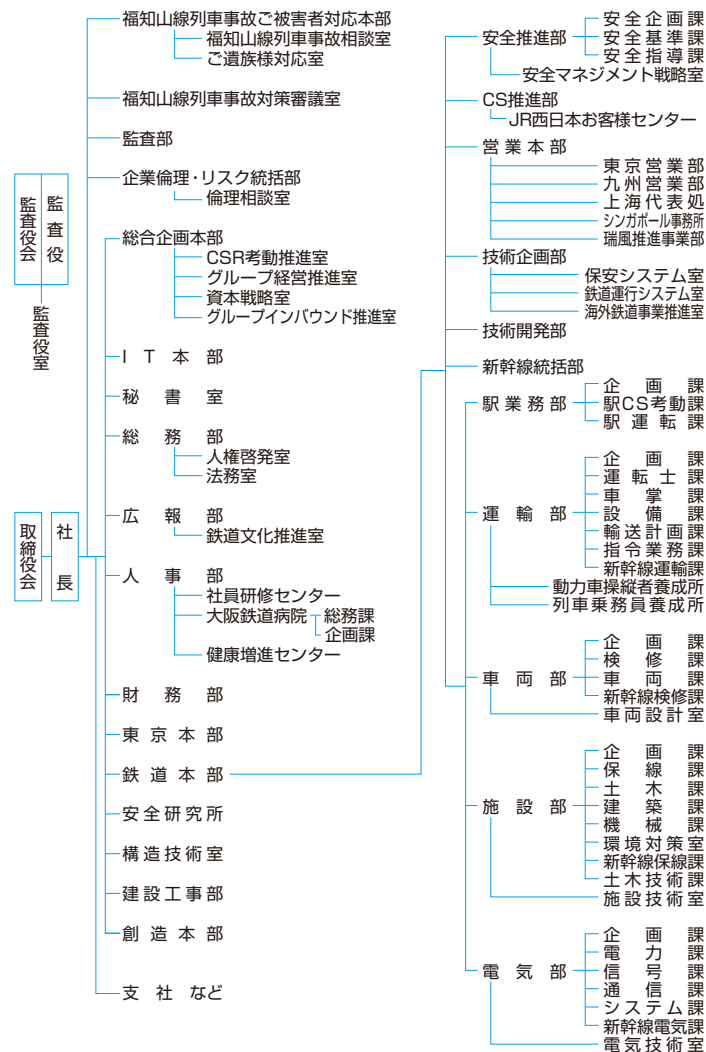 監査役会
監査役
監査役室
取締役会
社長
福知山線列車事故ご被害者対応本部
福知山線列車事故相談室
ご遺族様対応室
福知山線列車事故対策審議室
監査部
企業倫理・リスク統括部
倫理相談室
総合企画本部
CSR考動推進室
グループ経営推進室
資本戦略室
グループインバウンド推進室
IT本部
秘書室
総務部
人権啓発室
法務室
広報部
鉄道文化推進室
人事部
社員研修センター
大阪鉄道病院
総務課
企画課
健康増進センター
財務部
東京本部
鉄道本部
安全研究所
構造技術室
建設工事部
創造本部
支社など
安全推進部
安全企画課
安全基準課
安全指導課
安全マネジメント戦略室
CS推進部
JR西日本お客様センター
営業本部
東京営業部
九州営業部
上海代表処
シンガポール事務所
瑞風推進事業部
技術企画部
保安システム室
鉄道運行システム室
海外鉄道事業推進室
技術開発部
新幹線統括部
駅業務部
企画課
駅CS考動課
駅運転課
運輸部
企画課
運転士課
車掌課
設備課
輸送計画課
指令業務課
新幹線運輸課
動力車操縦者養成所
列車乗務員養成所
車両部
企画課
検修課
車両課
新幹線検修課
車両設計室
施設部
企画課
保線課
土木課
建築課
機械課
環境対策室
新幹線保線課
土木技術課
施設技術室
電気部
企画課
電力課
信号課
通信課
システム課
新幹線電気課
電気技術室